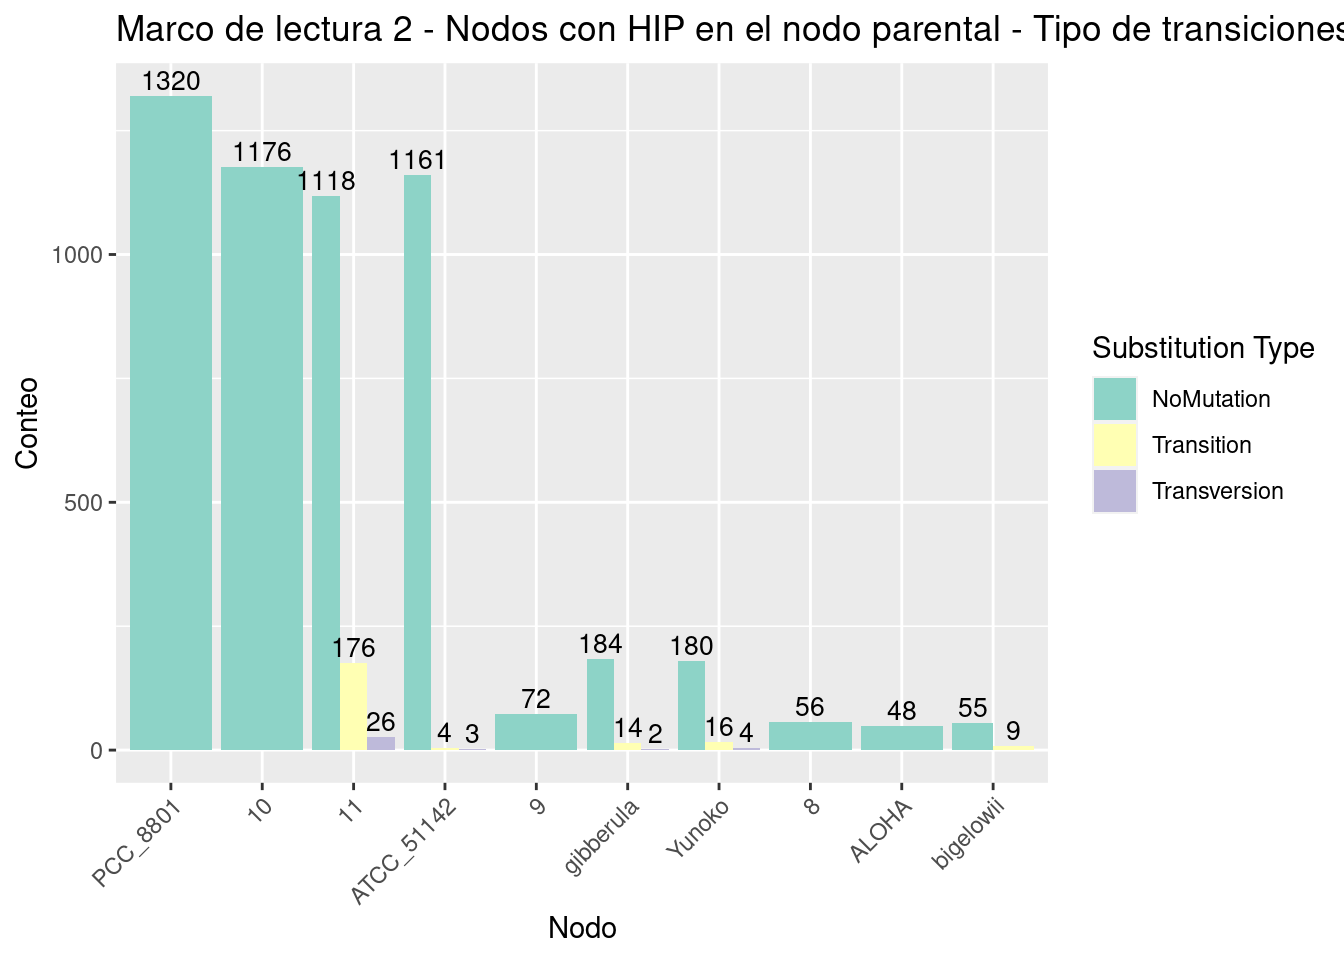 Marco de lectura 2 - Nodos con HIP en el nodo parental - Tipo de transiciones
1320
1176
1118
1161
176
26
4
3
72
184
14
2
180
16
4
56
48
55
9
1000
500
0
Conteo
PCC_8801
10
11
ATCC_51142
9
gibberula
Yunoko
8
ALOHA
bigelowii
Nodo
Substitution Type
NoMutation
Transition
Transversion